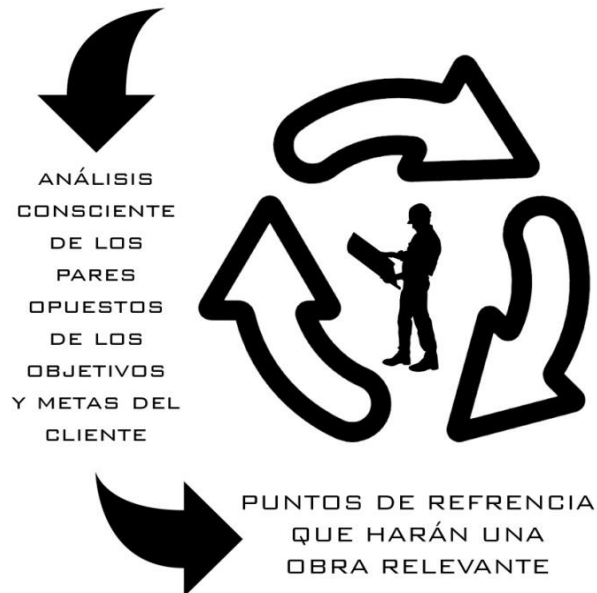 ANÁLISIS
CONSCIENTE
DE LOS
PARES
OPUESTOS
DE LOS
OBJETIVOS
Y METAS DEL
CLIENTE
PUNTOS DE REFRENCIA
QUE HARÁN UNA
OBRA RELEVANTE